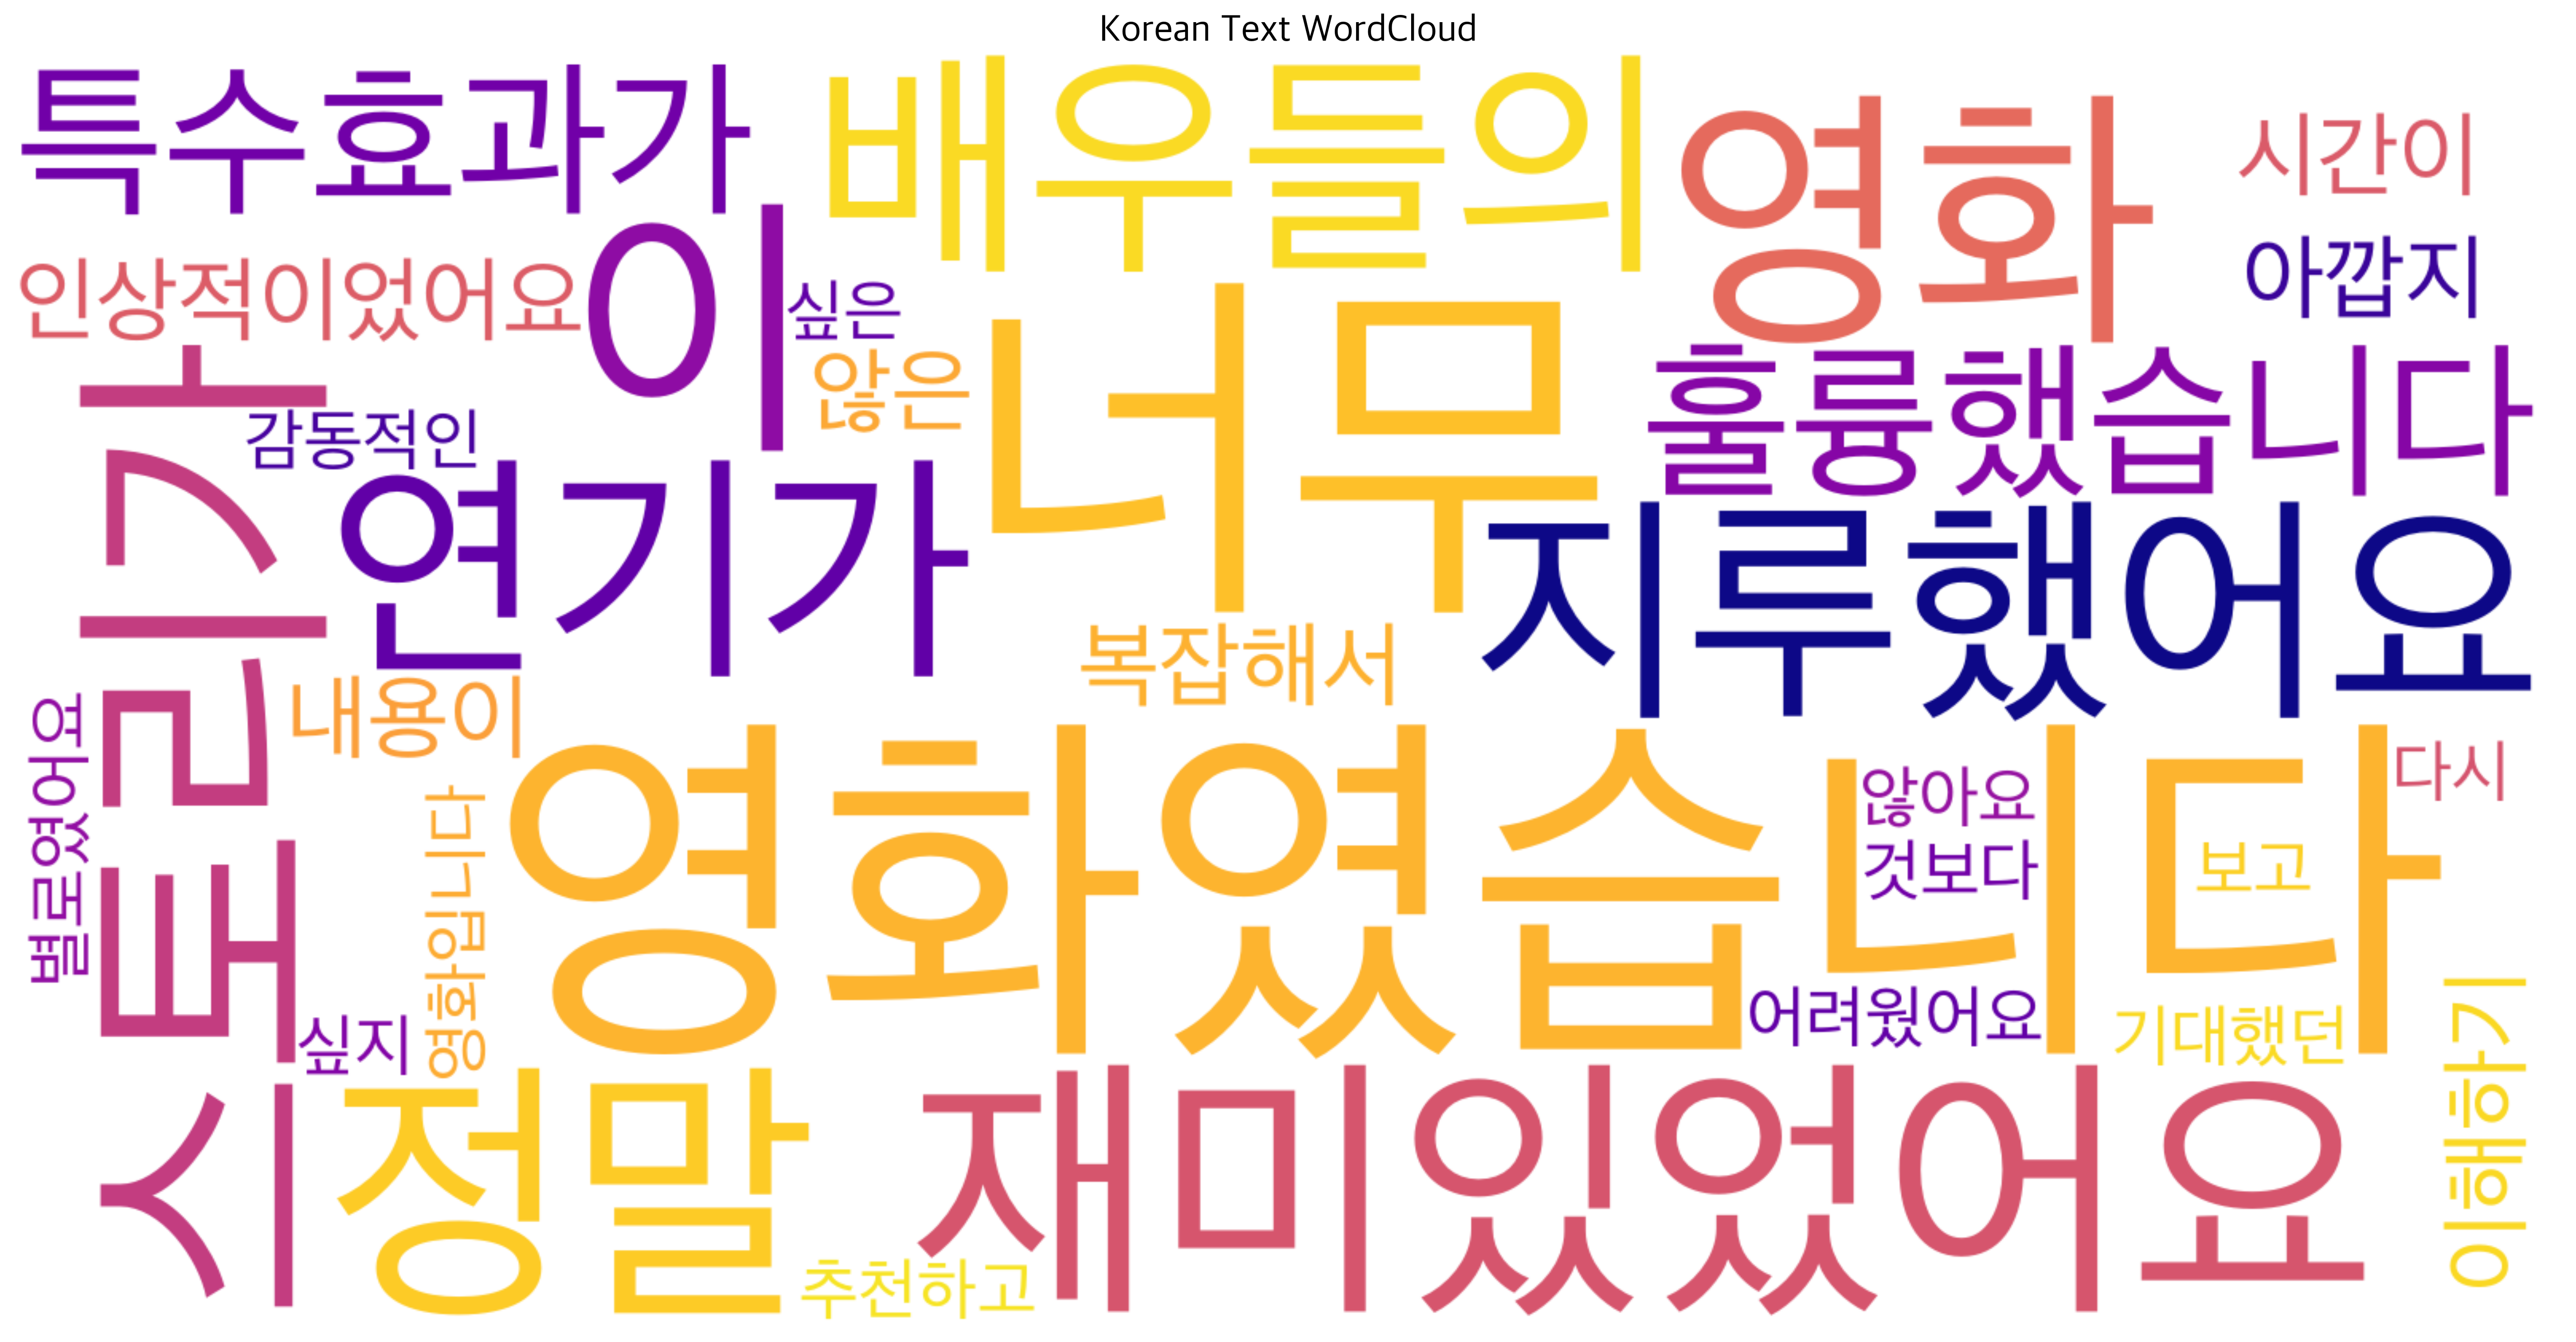 Korean Text WordCloud
특수효과가
배우들의
영화
시간이
인상적이었어요
이
싶은
아깝지
않은
너무
훌륭했습니다
감동적인
연기가
스토리가
지루했어요
복잡해서
내용이
별로였어요
영화입니다
영화였습니다
않아요
것보다
다시
보고
어려웠어요
기대했던
이해하기
싶지
정말
재미있었어요
추천하고